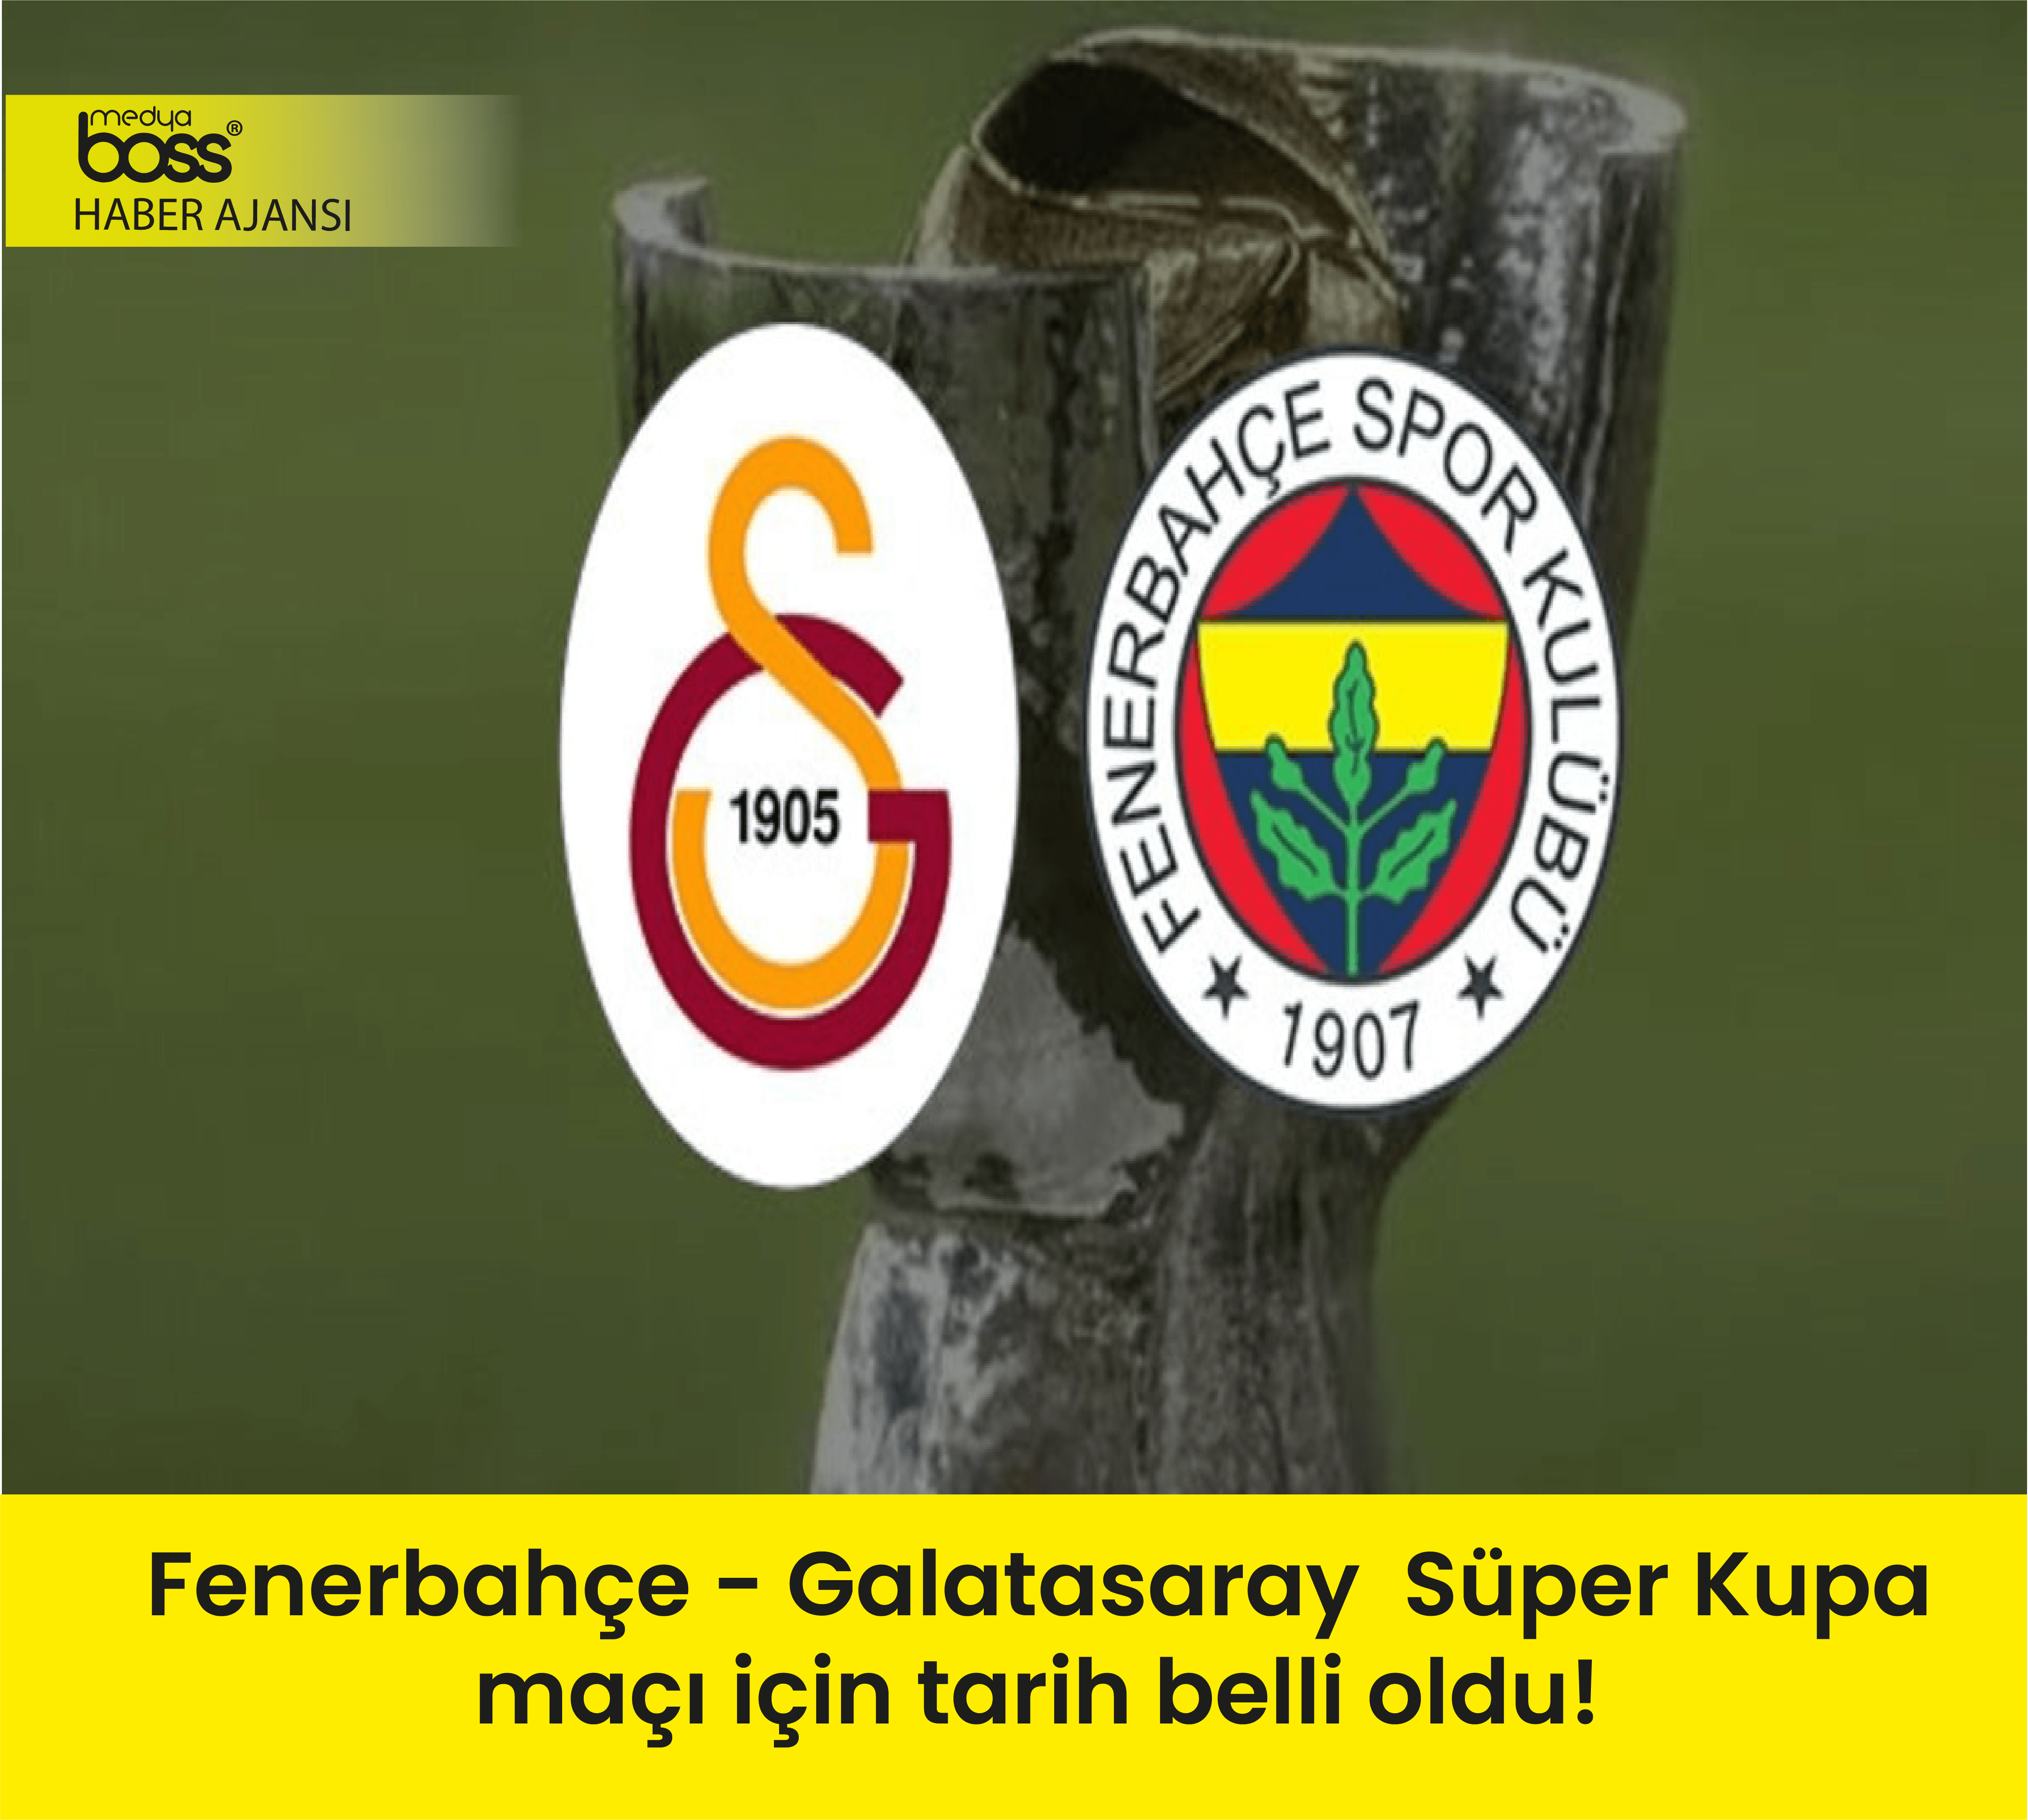 medya
boss®
HABER AJANSI
1905
FENERBAHÇE SPOR KULÜBÜ
1907
Fenerbahçe - Galatasaray Süper Kupa
maçı için tarih belli oldu!